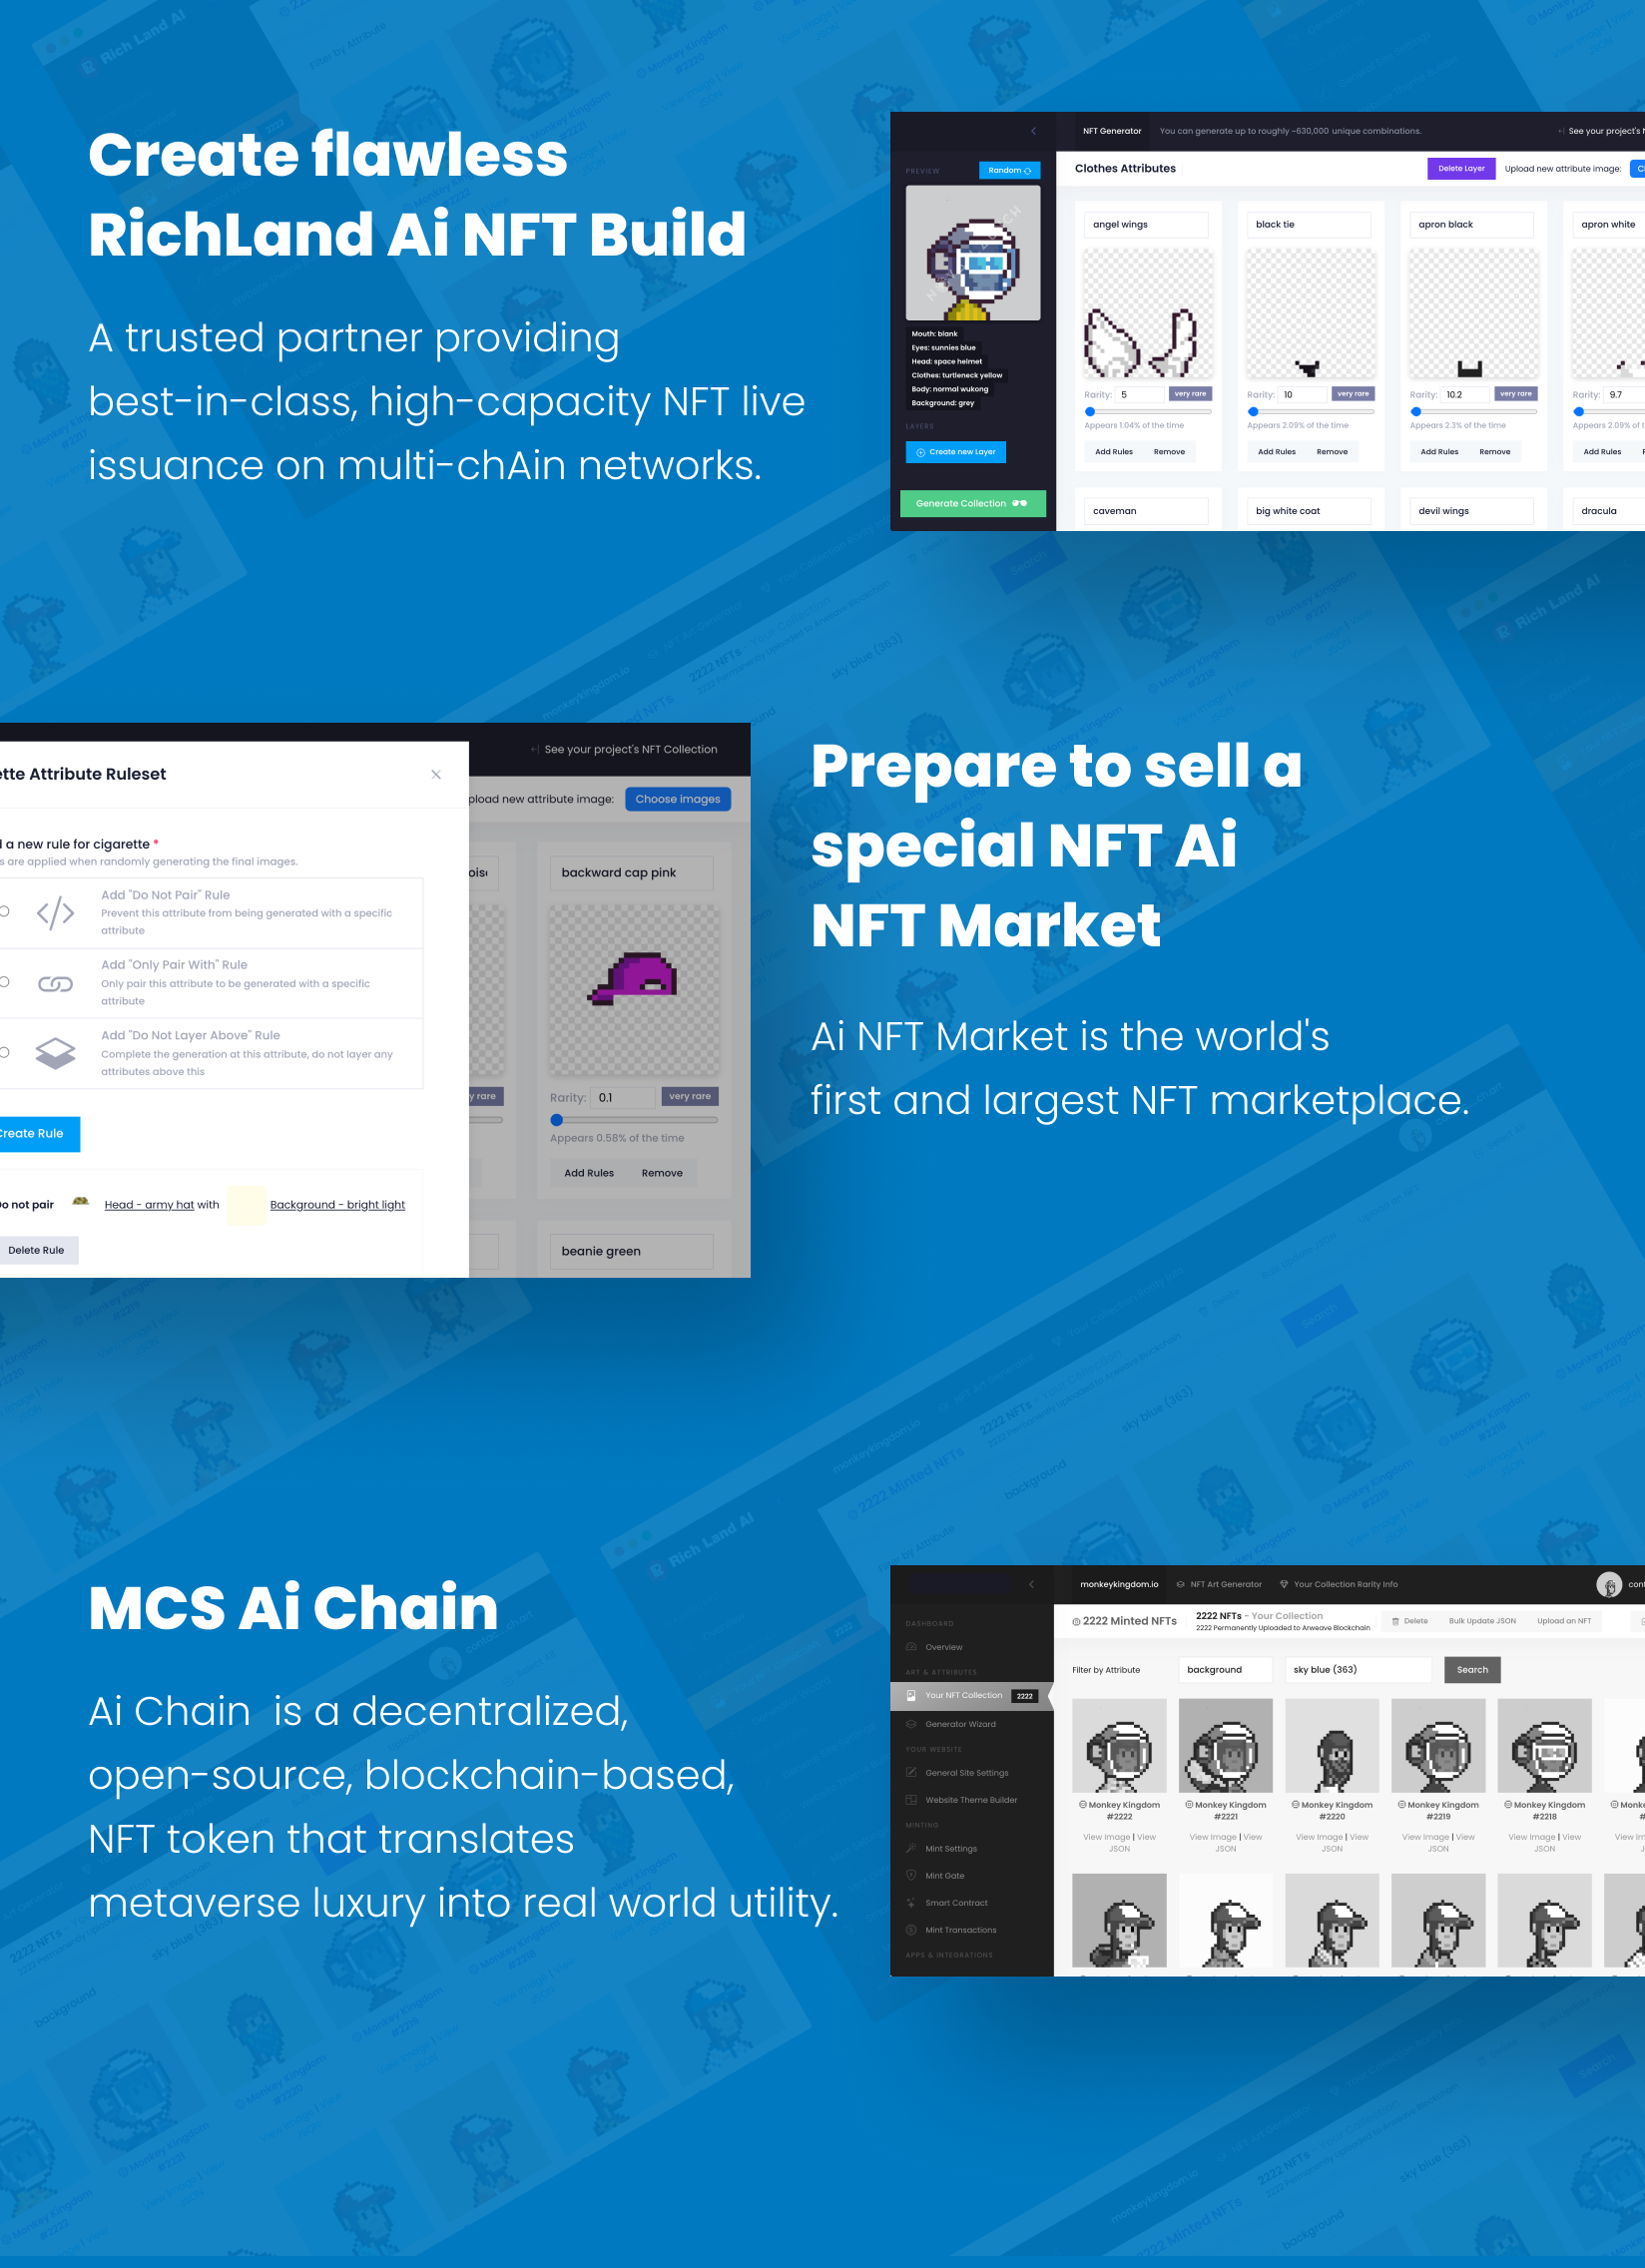 Create flawless
RichLand Ai NFT Build
A trusted partner providing
best-in-class, high-capacity NFT live
issuance on multi-chAin networks.
NFT Generator
You can generate up to roughly ~630,000 unique combinations.
See your project's
PREVIEW
Random
Clothes Attributes
Delete Layer
Upload new attribute image:
Mouth: blank
Eyes: sunnies blue
Head: space helmet
Clothes: turtleneck yellow
Body: normal wukong
Background: grey
LAYERS
Create new Layer
Generate Collection
angel wings
black tie
apron black
apron white
Rarity: 5 very rare
Rarity: 10 very rare
Rarity: 10.2 very rare
Rarity: 9.7
Appears 1.04% of the time
Appears 2.09% of the time
Appears 2.3% of the time
Appears 2.09% of t
Add Rules Remove
Add Rules Remove
Add Rules Remove
Add Rules
caveman
big white coat
devil wings
dracula
ette Attribute Ruleset
See your project's NFT Collection
pload new attribute image:
Choose images
a new rule for cigarette *
s are applied when randomly generating the final images.
Add "Do Not Pair" Rule
Prevent this attribute from being generated with a specific
attribute
Add "Only Pair With" Rule
Only pair this attribute to be generated with a specific
attribute
Add "Do Not Layer Above" Rule
Complete the generation at this attribute, do not layer any
attributes above this
Create Rule
Do not pair Head - army hat with Background - bright light
Delete Rule
backward cap pink
y rare
Rarity: 0.1 very rare
Appears 0.58% of the time
Add Rules Remove
beanie green
Prepare to sell a
special NFT Ai
NFT Market
Ai NFT Market is the world's
first and largest NFT marketplace.
MCS Ai Chain
Ai Chain is a decentralized,
open-source, blockchain-based,
NFT token that translates
metaverse luxury into real world utility.
monkeykingdom.io
NFT Art Generator
Your Collection Rarity Info
cont
DASHBOARD
Overview
ART & ATTRIBUTES
Your NFT Collection 2222
Generator Wizard
YOUR WEBSITE
General Site Settings
Website Theme Builder
MINTING
Mint Settings
Mint Gate
Smart Contract
Mint Transactions
APPS & INTEGRATIONS
2222 Minted NFTs
2222 NFTs - Your Collection
2222 Permanently Uploaded to Arweave Blockchain
Delete
Bulk Update JSON
Upload an NFT
Filter by Attribute
background
sky blue (363)
Search
Monkey Kingdom
#2222
View Image | View
JSON
Monkey Kingdom
#2221
View Image | View
JSON
Monkey Kingdom
#2220
View Image | View
JSON
Monkey Kingdom
#2219
View Image | View
JSON
Monkey Kingdom
#2218
View Image | View
JSON